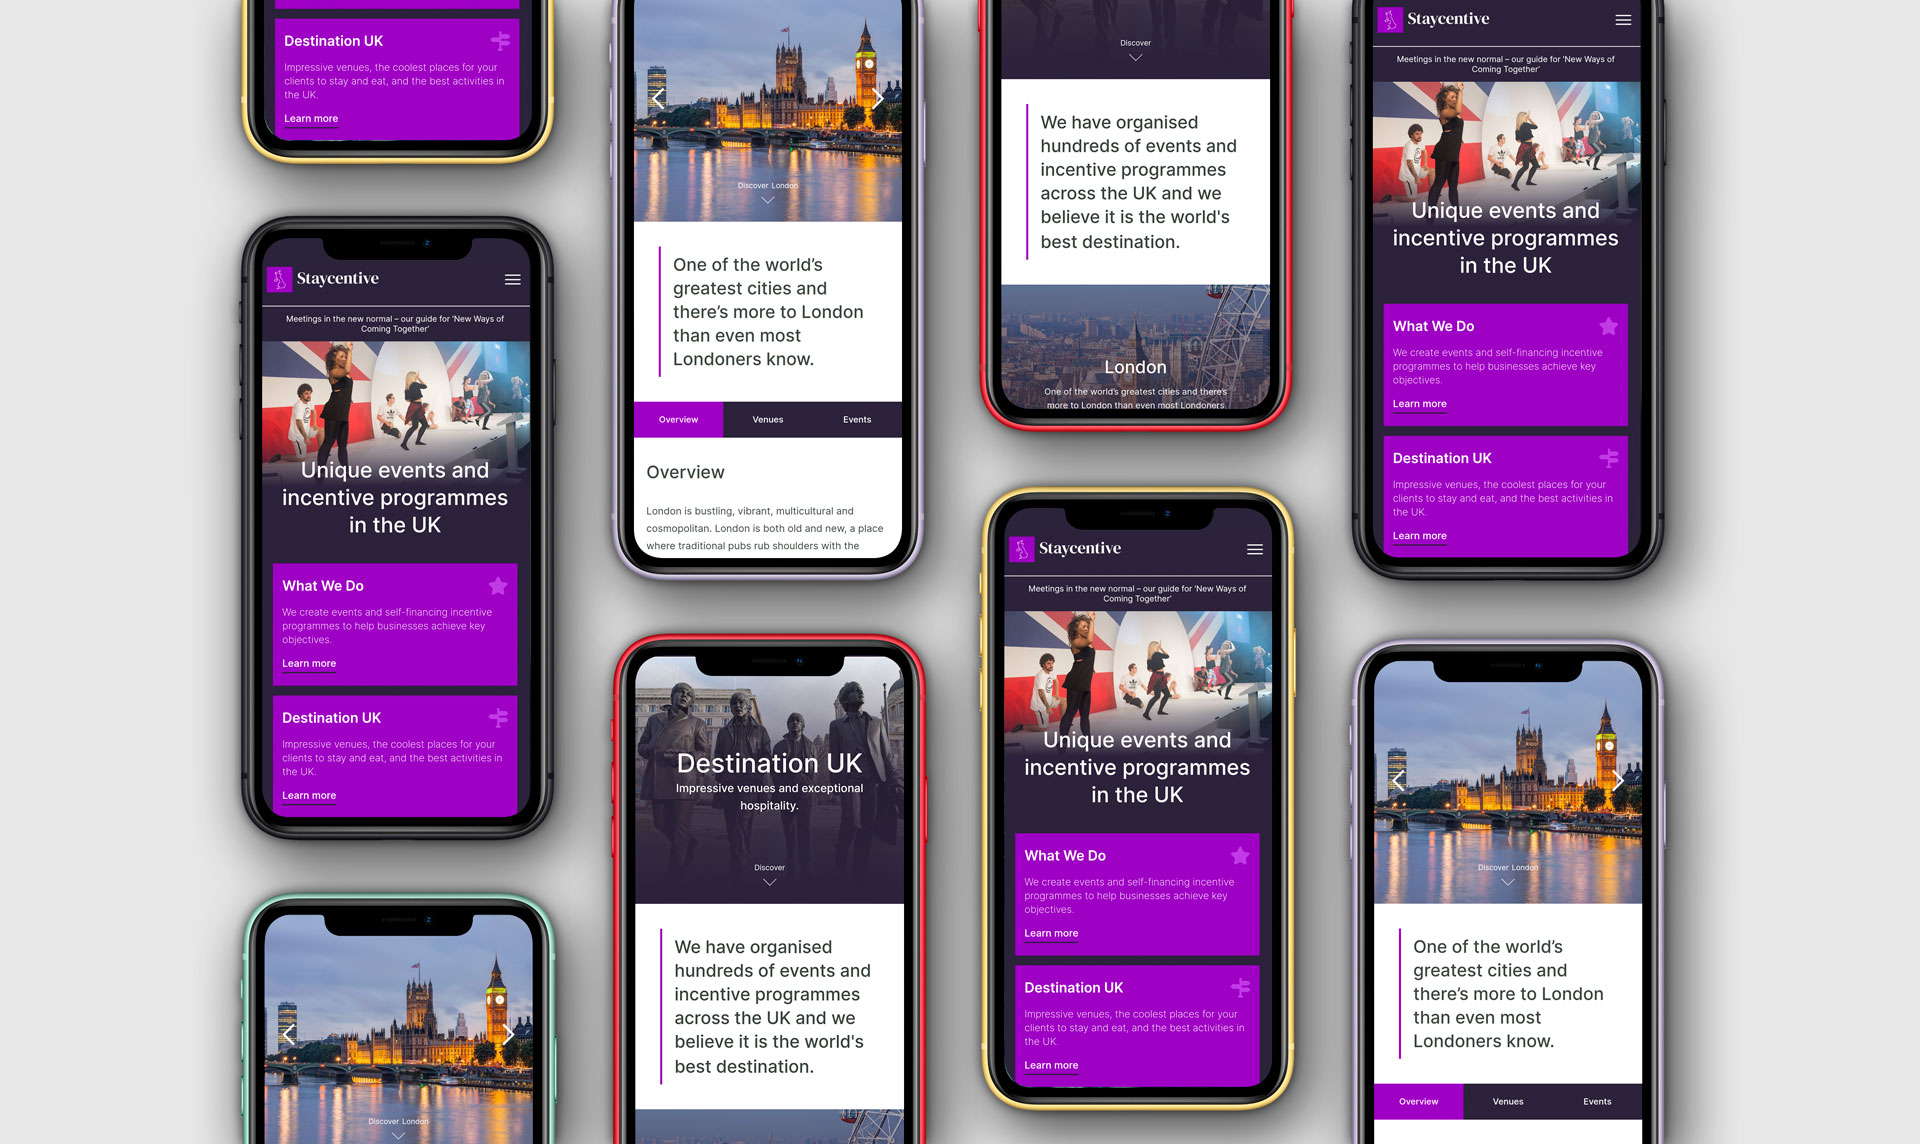 Destination UK
Impressive venues, the coolest places for your
clients to stay and eat, and the best activities in
the UK.
Learn more
Staycentive
Meetings in the new normal – our guide for ‘New Ways of
Coming Together’
Unique events and
incentive programmes
in the UK
What We Do
We create events and self-financing incentive
programmes to help businesses achieve key
objectives.
Learn more
Destination UK
Impressive venues, the coolest places for your
clients to stay and eat, and the best activities in
the UK.
Learn more
Discover London
Discover London
One of the world’s
greatest cities and
there’s more to London
than even most
Londoners know.
Overview
Venues
Events
Overview
London is bustling, vibrant, multicultural and
cosmopolitan. London is both old and new, a place
where traditional pubs rub shoulders with the
Destination UK
Impressive venues and exceptional
hospitality.
Discover
We have organised
hundreds of events and
incentive programmes
across the UK and we
believe it is the world's
best destination.
Discover
We have organised
hundreds of events and
incentive programmes
across the UK and we
believe it is the world's
best destination.
London
One of the world’s greatest cities and there’s
more to London than even most Londoners
Staycentive
Meetings in the new normal – our guide for ‘New Ways of
Coming Together’
Unique events and
incentive programmes
in the UK
What We Do
We create events and self-financing incentive
programmes to help businesses achieve key
objectives.
Learn more
Destination UK
Impressive venues, the coolest places for your
clients to stay and eat, and the best activities in
the UK.
Learn more
Staycentive
Meetings in the new normal – our guide for ‘New Ways of
Coming Together’
Unique events and
incentive programmes
in the UK
What We Do
We create events and self-financing incentive
programmes to help businesses achieve key
objectives.
Learn more
Destination UK
Impressive venues, the coolest places for your
clients to stay and eat, and the best activities in
the UK.
Learn more
Discover London
One of the world’s
greatest cities and
there’s more to London
than even most
Londoners know.
Overview
Venues
Events